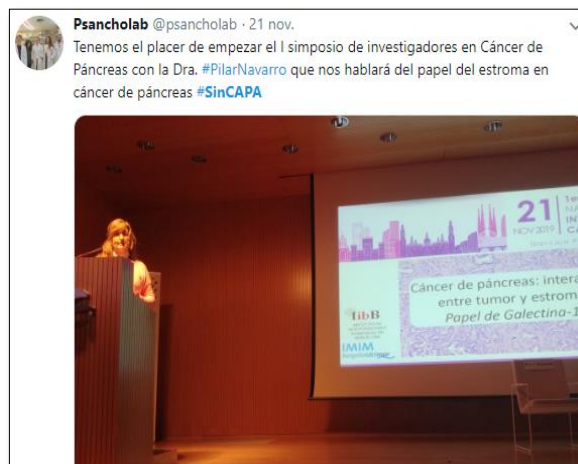 Psancholab @psancholab · 21 nov.
Tenemos el placer de empezar el I simposio de investigadores en Cáncer de
Páncreas con la Dra. #PilarNavarro que nos hablará del papel del estroma en
cáncer de páncreas #SinCAPA
21
NOV 2019
Cáncer de páncreas: intera
entre tumor y estrom
Papel de Galectina-1
IMIM